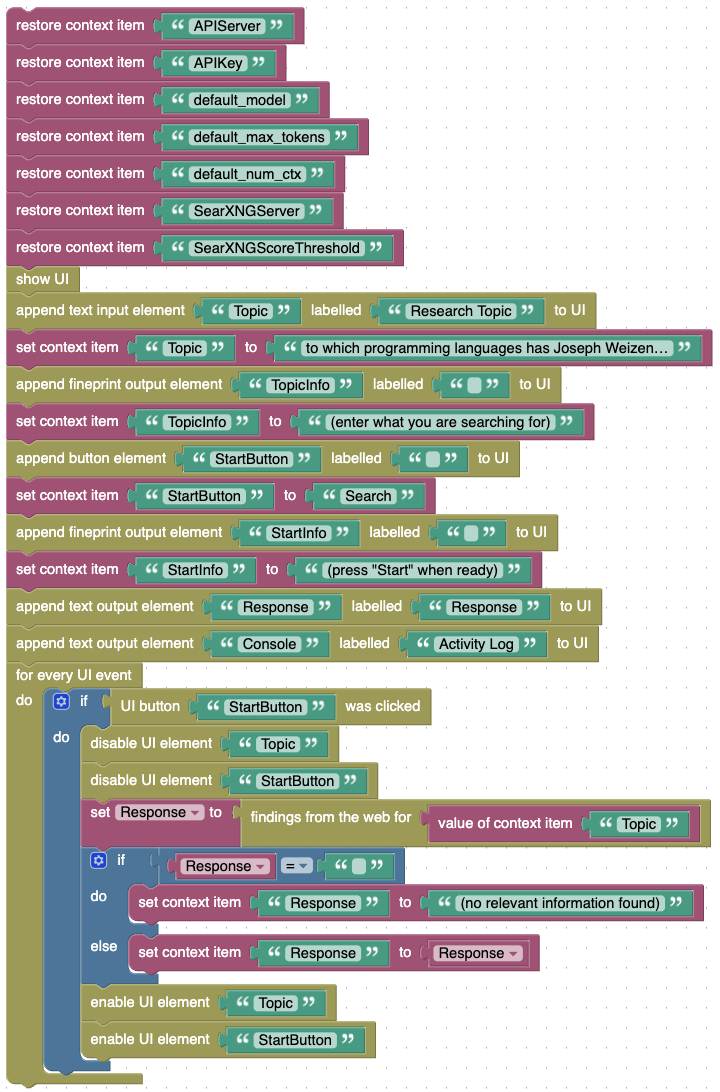 restore context item “ APIServer ”
restore context item “ APIKey ”
restore context item “ default_model ”
restore context item “ default_max_tokens ”
restore context item “ default_num_ctx ”
restore context item “ SearXNGServer ”
restore context item “ SearXNGScoreThreshold ”
show UI
append text input element “ Topic ” labelled “ Research Topic ” to UI
set context item “ Topic ” to “ to which programming languages has Joseph Weizen... ”
append fineprint output element “ TopicInfo ” labelled “ ” to UI
set context item “ TopicInfo ” to “ (enter what you are searching for) ”
append button element “ StartButton ” labelled “ ” to UI
set context item “ StartButton ” to “ Search ”
append fineprint output element “ StartInfo ” labelled “ ” to UI
set context item “ StartInfo ” to “ (press "Start" when ready) ”
append text output element “ Response ” labelled “ Response ” to UI
append text output element “ Console ” labelled “ Activity Log ” to UI
for every UI event
do if UI button “ StartButton ” was clicked
do disable UI element “ Topic ”
disable UI element “ StartButton ”
set Response to findings from the web for value of context item “ Topic ”
if Response = “ ”
do set context item “ Response ” to “ (no relevant information found) ”
else set context item “ Response ” to Response
enable UI element “ Topic ”
enable UI element “ StartButton ”